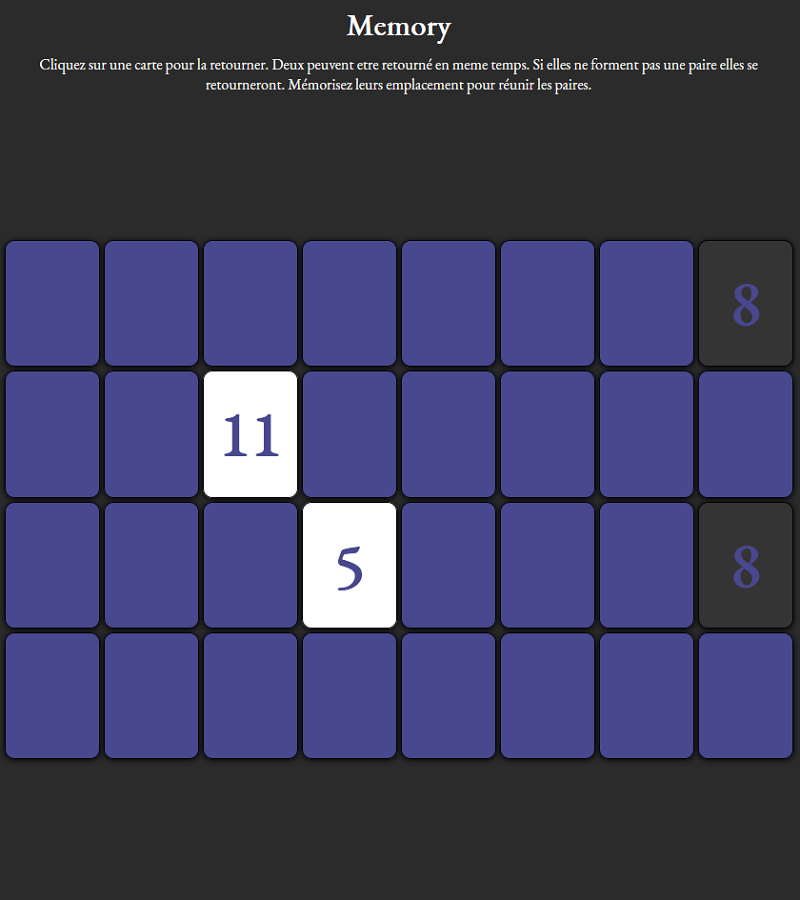 Memory
Cliquez sur une carte pour la retourner. Deux peuvent etre retourné en meme temps. Si elles ne forment pas une paire elles se
retourneront. Mémorisez leurs emplacement pour réunir les paires.
8
11
5
8